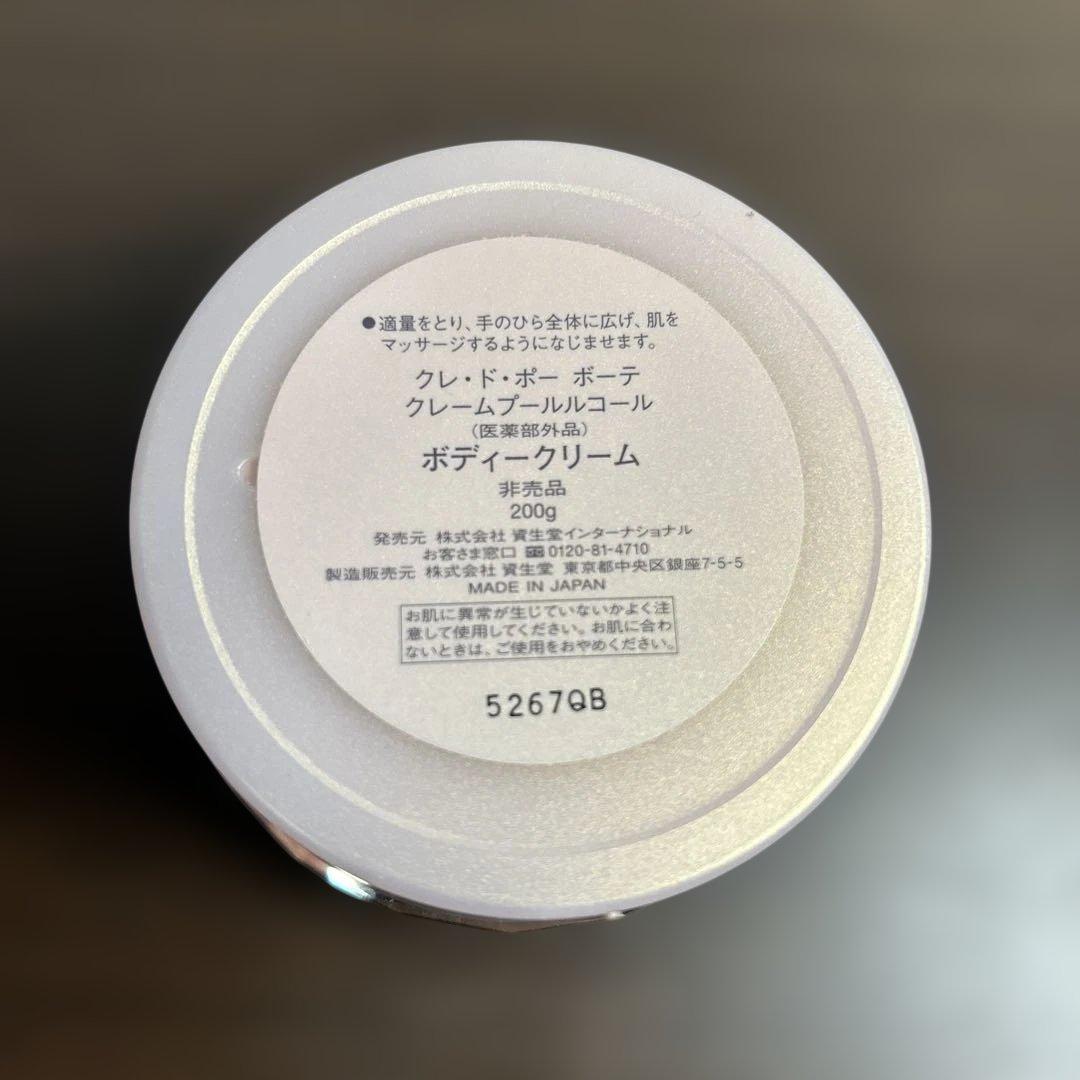 ●適量をとり、手のひら全体に広げ、肌を
マッサージするようになじませます。
クレ・ド・ポー ボーテ
クレームプールルコール
（医薬部外品）
ボディークリーム
非売品
200g
発売元 株式会社 資生堂インターナショナル
お客さま窓口 0120-81-4710
製造販売元 株式会社 資生堂 東京都中央区銀座7-5-5
MADE IN JAPAN
お肌に異常が生じていないかよく注
意して使用してください。お肌に合わ
ないときは、ご使用をおやめください。
5267QB